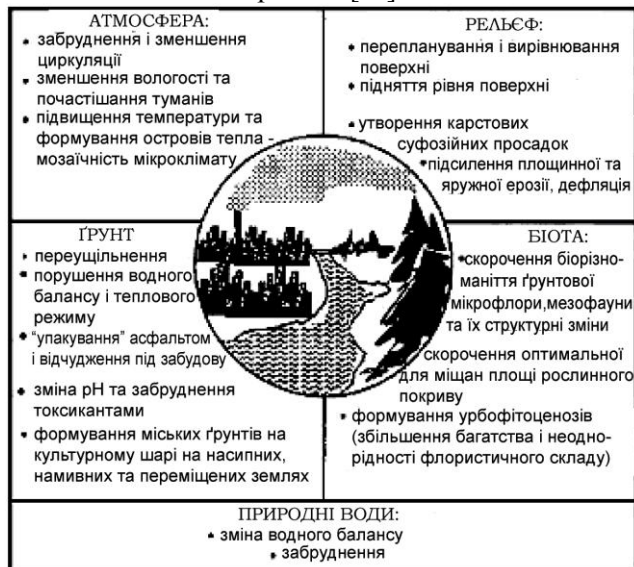 АТМОСФЕРА:
• забруднення і зменшення
циркуляції
• зменшення вологості та
почастішання туманів
• підвищення температури та
формування островів тепла -
мозаїчність мікроклімату
РЕЛЬЄФ:
• перепланування і вирівнювання
поверхні
• підняття рівня поверхні
• утворення карстових
суфозійних просадок
• підсилення площинної та
яружної ерозії, дефляція
ҐРУНТ
• переущільнення
• порушення водного
балансу і теплового
режиму
• "упакування" асфальтом
і відчудження під забудову
• зміна pH та забруднення
токсикантами
• формування міських ґрунтів на
культурному шарі на насипних,
намивних та переміщених землях
БІОТА:
• скорочення біорізно-
маніття ґрунтової
мікрофлори,мезофауни
та їх структурні зміни
скорочення оптимальної
для міщан площі рослинного
покриву
• формування урбофітоценозів
(збільшення багатства і неодно-
рідності флористичного складу)
ПРИРОДНІ ВОДИ:
• зміна водного балансу
• забруднення